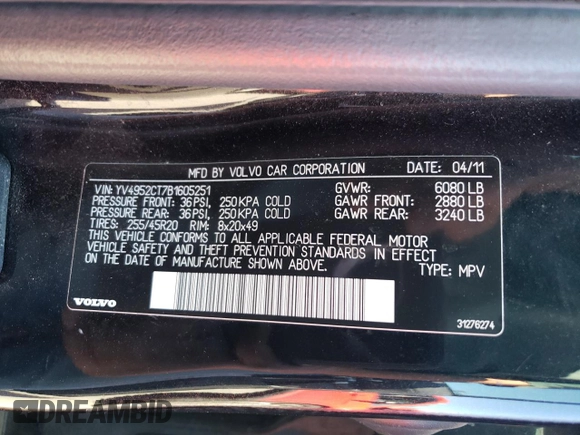 MFD BY VOLVO CAR CORPORATION DATE: 04/11
VIN: YV4952CT7B1605251 GVWR: 6080 LB
PRESSURE FRONT: 36 PSI, 250 KPA COLD GAWR FRONT: 2880 LB
PRESSURE REAR: 36 PSI, 250 KPA COLD GAWR REAR: 3240 LB
TIRES: 255/45R20 RIM: 8x20x49
THIS VEHICLE CONFORMS TO ALL APPLICABLE FEDERAL MOTOR
VEHICLE SAFETY AND THEFT PREVENTION STANDARDS IN EFFECT
ON THE DATE OF MANUFACTURE SHOWN ABOVE. TYPE: MPV
VOLVO 31276274
DREAMBID